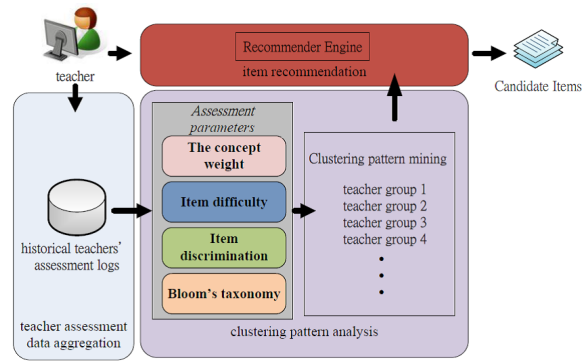 Recommender Engine
item recommendation
teacher
Candidate Items
Assessment
parameters
The concept
weight
Item difficulty
Item
discrimination
Bloom's taxonomy
Clustering pattern mining
teacher group 1
teacher group 2
teacher group 3
teacher group 4
historical teachers'
assessment logs
teacher assessment
data aggregation
clustering pattern analysis